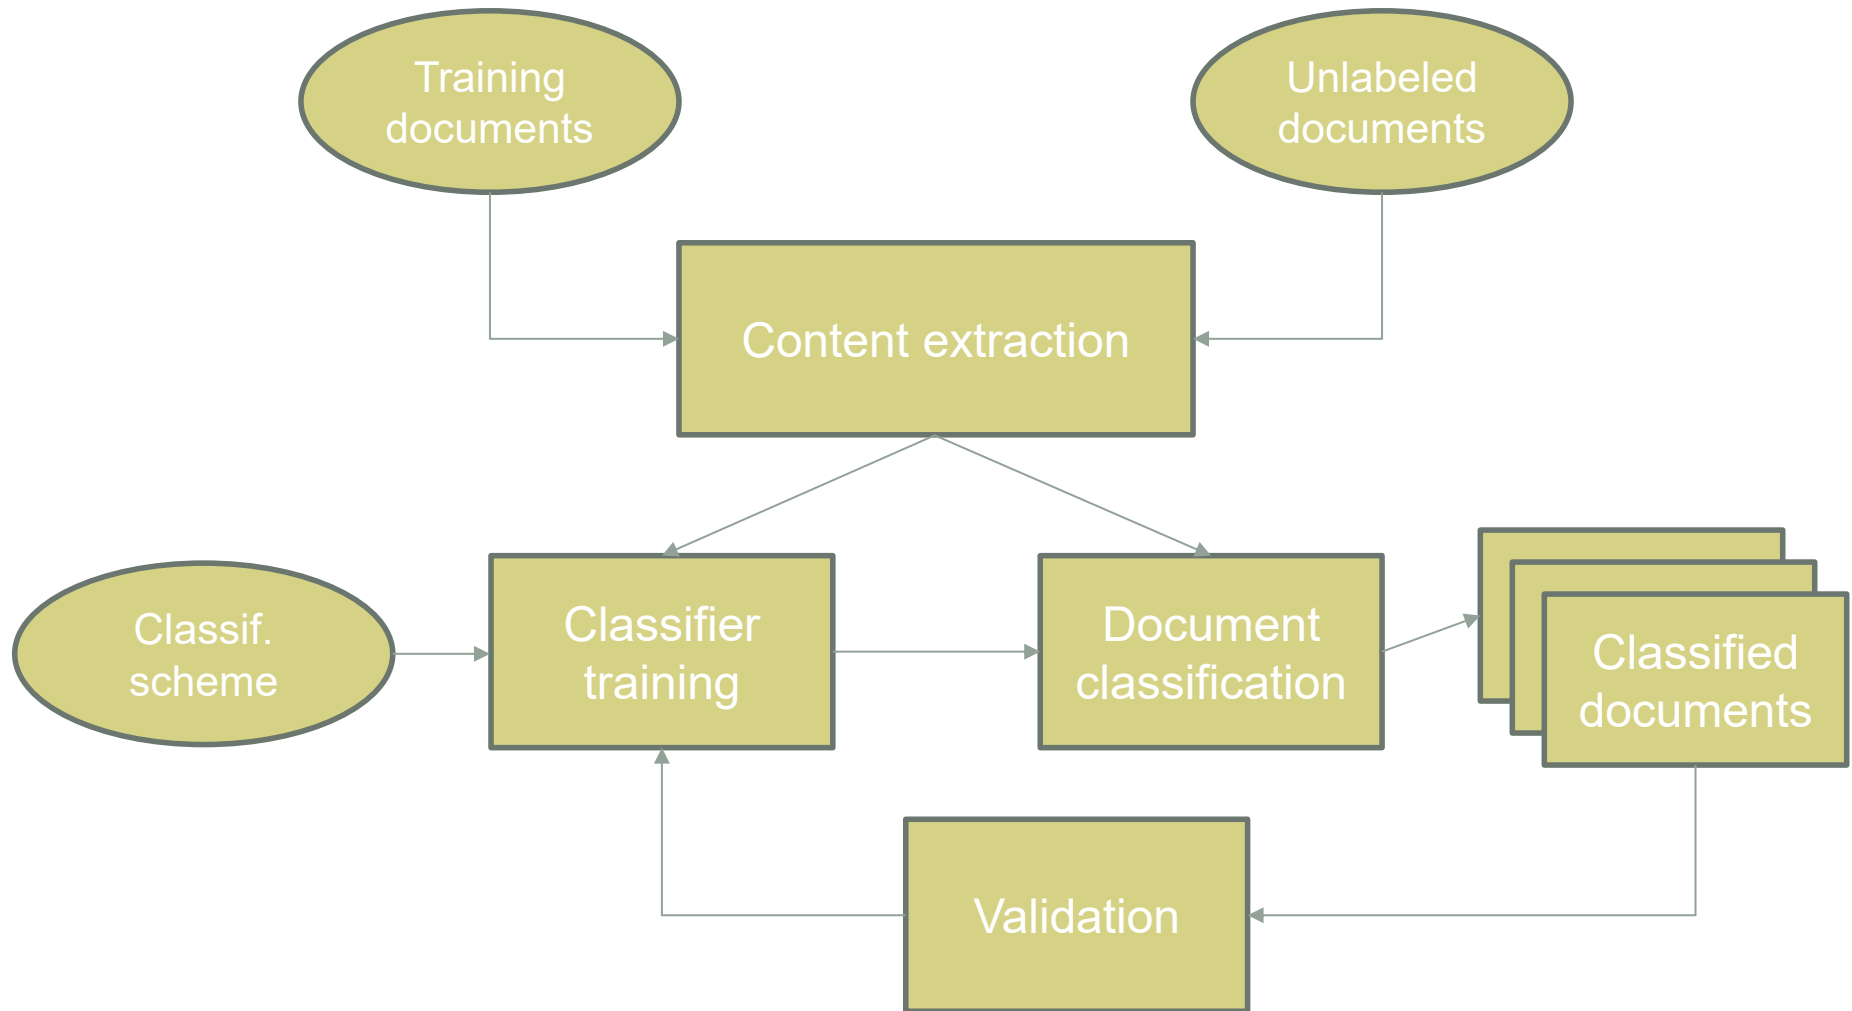 Training
documents
Unlabeled
documents
Content extraction
Classif.
scheme
Classifier
training
Document
classification
Classified
documents
Validation